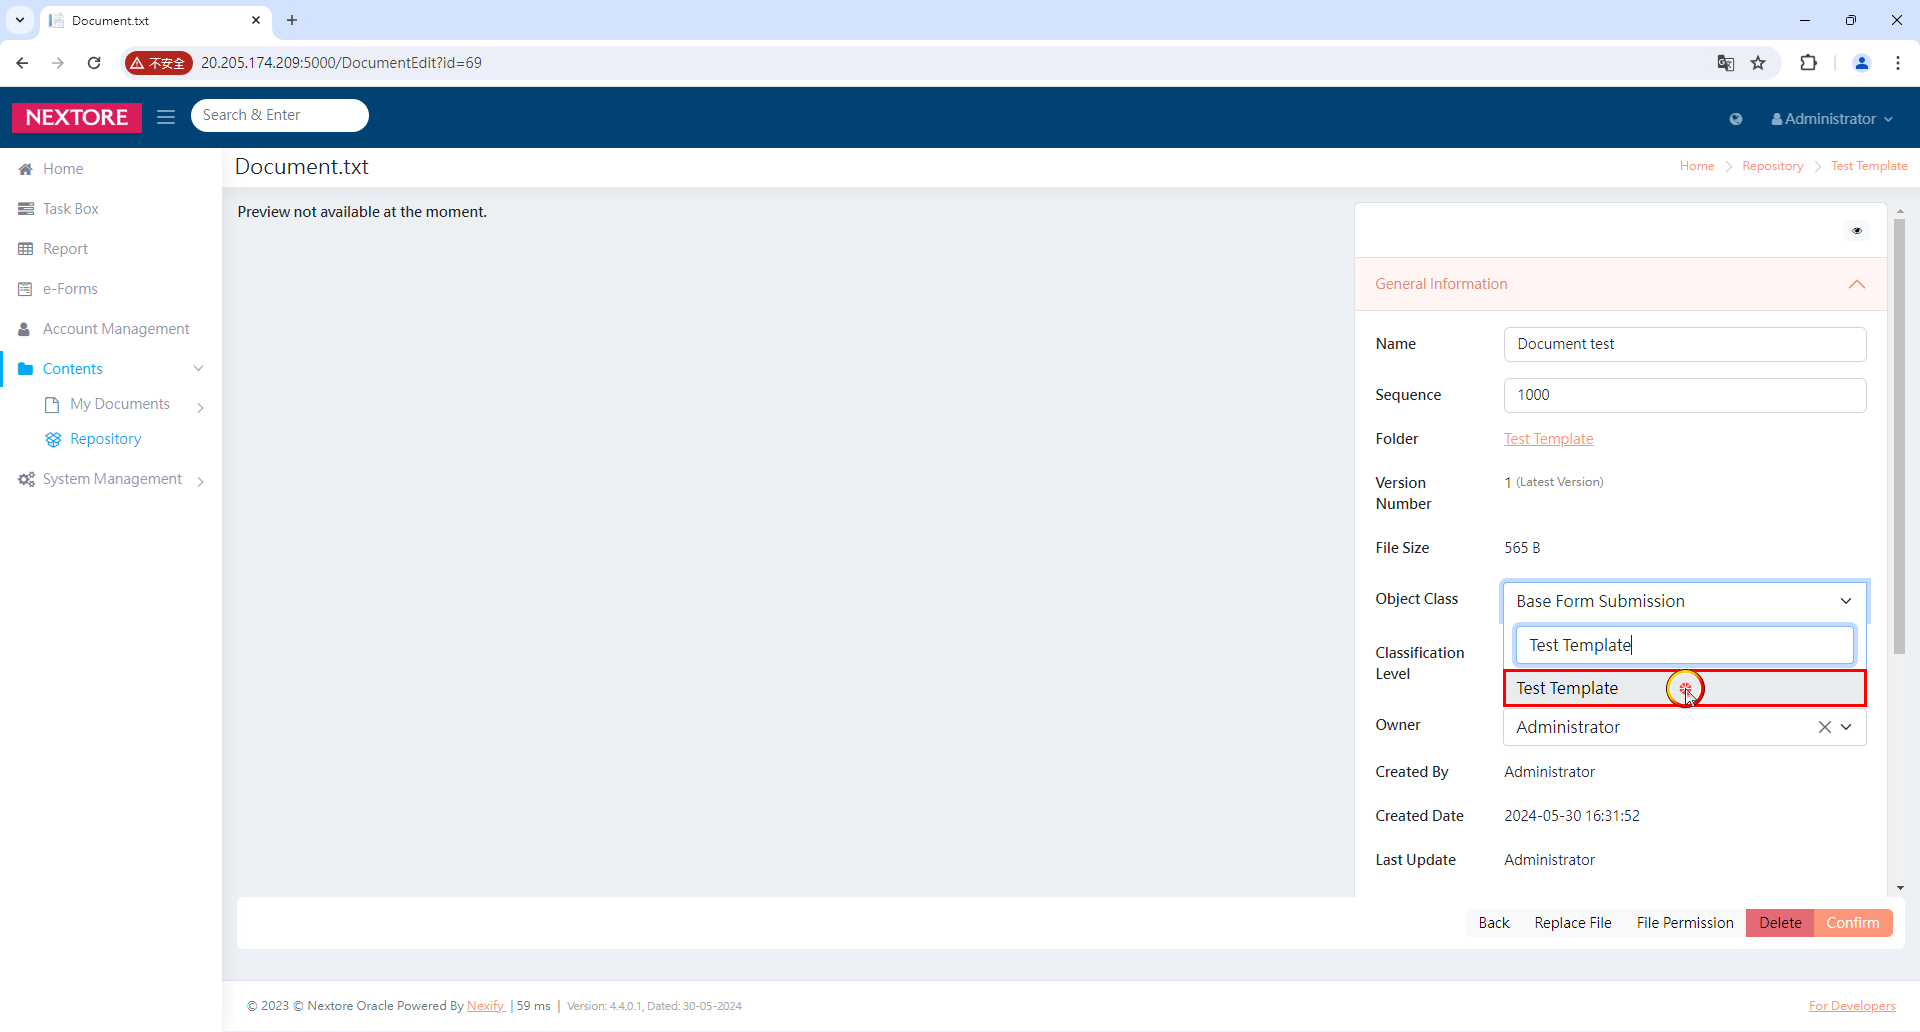 Document.txt
不安全
20.205.174.209:5000/DocumentEdit?id=69
NEXTORE
Search & Enter
Administrator
Home
Task Box
Report
e-Forms
Account Management
Contents
My Documents
Repository
System Management
Document.txt
Home
Repository
Test Template
Preview not available at the moment.
General Information
Name
Document test
Sequence
1000
Folder
Test Template
Version
Number
1 (Latest Version)
File Size
565 B
Object Class
Base Form Submission
Test Template
Test Template
Classification
Level
Owner
Administrator
Created By
Administrator
Created Date
2024-05-30 16:31:52
Last Update
Administrator
Back
Replace File
File Permission
Delete
Confirm
© 2023 © Nextore Oracle Powered By Nexify | 59 ms | Version: 4.4.0.1, Dated: 30-05-2024
For Developers